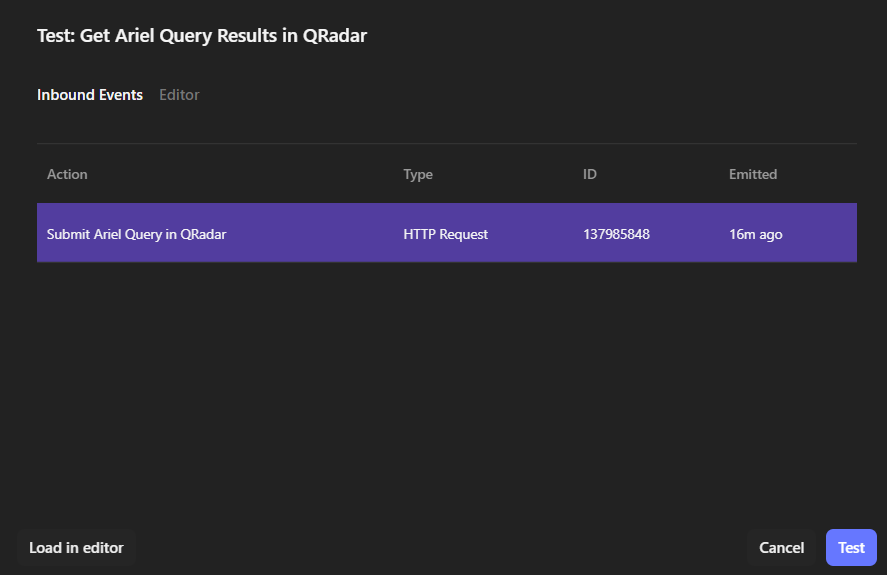 Test: Get Ariel Query Results in QRadar
Inbound Events Editor
Action Type ID Emitted
Submit Ariel Query in QRadar HTTP Request 137985848 16m ago
Load in editor Cancel Test